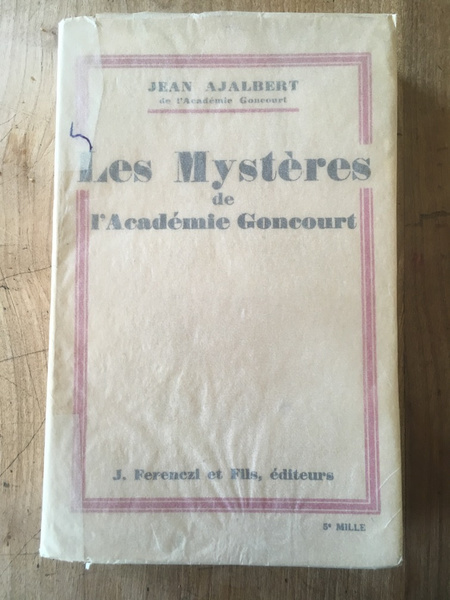 JEAN AJALBERT
de l'Académie Goncourt
Les Mystères
de
l'Académie Goncourt
J. Ferenczi et Fils, éditeurs
5e MILLE